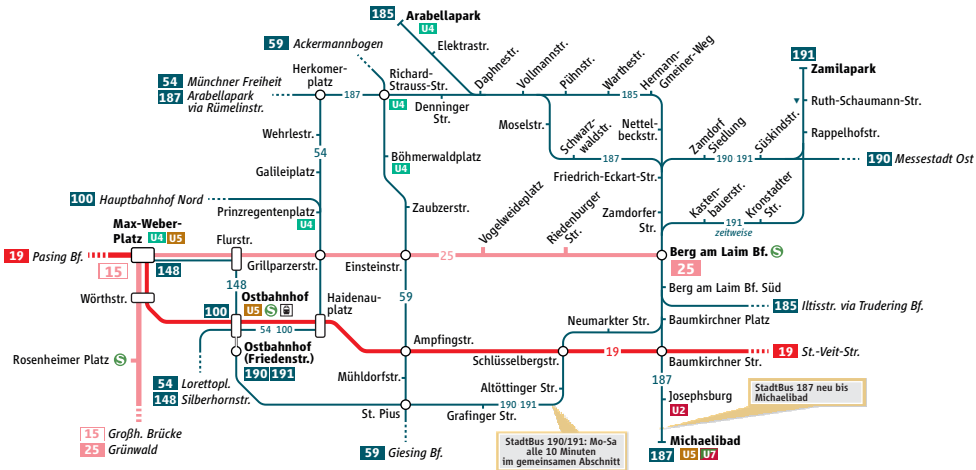 185 Arabellapark
U4
Elektrastr.
59 Ackermannbogen
54 Münchner Freiheit
187 Arabellapark
via Rümelinstr.
Herkomer-
platz
187
Richard-
Strauss-Str.
U4
Denninger
Str.
Daphnestr.
Vollmannstr.
Pühnstr.
Warthestr.
185
Hermann-
Gmeiner-Weg
191
Zamilapark
Ruth-Schaumann-Str.
Rappelhofstr.
Wehrlestr.
54
Galileiplatz
Böhmerwaldplatz
U4
Moselstr.
Schwarz-
waldstr.
187
Nettel-
beckstr.
Zamdorf
Siedlung
190 191
Süskindstr.
190 Messestadt Ost
Friedrich-Eckart-Str.
100 Hauptbahnhof Nord
Prinzregentenplatz
U4
Zaubzerstr.
Vogelweideplatz
Riedenburger
Str.
Zamdorfer
Str.
Kasten-
bauerstr.
Kronstadter
Str.
191
zeitweise
Max-Weber-
Platz U4 U5
Flurstr.
19 Pasing Bf.
15
148
Grillparzerstr.
Einsteinstr.
25
Berg am Laim Bf. S
25
148
Wörthstr.
100
Ostbahnhof
U5 S
Haidenau-
platz
59
Berg am Laim Bf. Süd
185 Iltisstr. via Trudering Bf.
54 100
Neumarkter Str.
Baumkirchner Platz
Ampfingstr.
Rosenheimer Platz S
Ostbahnhof
(Friedenstr.)
190 191
Schlüsselbergstr.
19
Baumkirchner Str.
19 St.-Veit-Str.
54 Lorettopl.
148 Silberhornstr.
Mühldorfstr.
Altöttinger Str.
187
Josephsburg
U2
StadtBus 187 neu bis
Michaelibad
St. Pius
190 191
Grafinger Str.
15 Großh. Brücke
25 Grünwald
59 Giesing Bf.
StadtBus 190/191: Mo-Sa
alle 10 Minuten
im gemeinsamen Abschnitt
Michaelibad
187 U5 U7